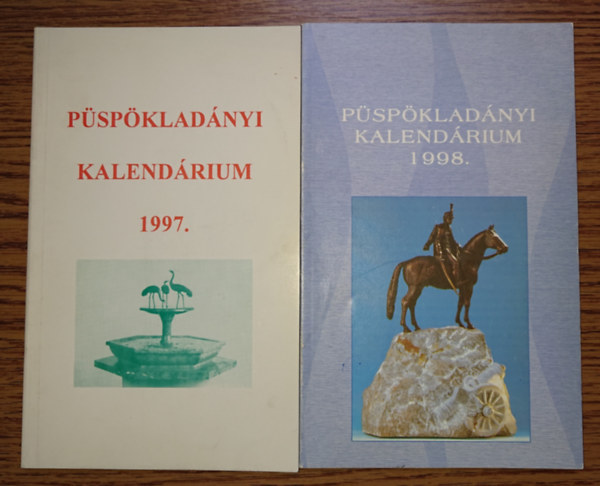 PÜSPÖKLADÁNYI
KALENDÁRIUM
1997.
PÜSPÖKLADÁNYI
KALENDÁRIUM
1998.